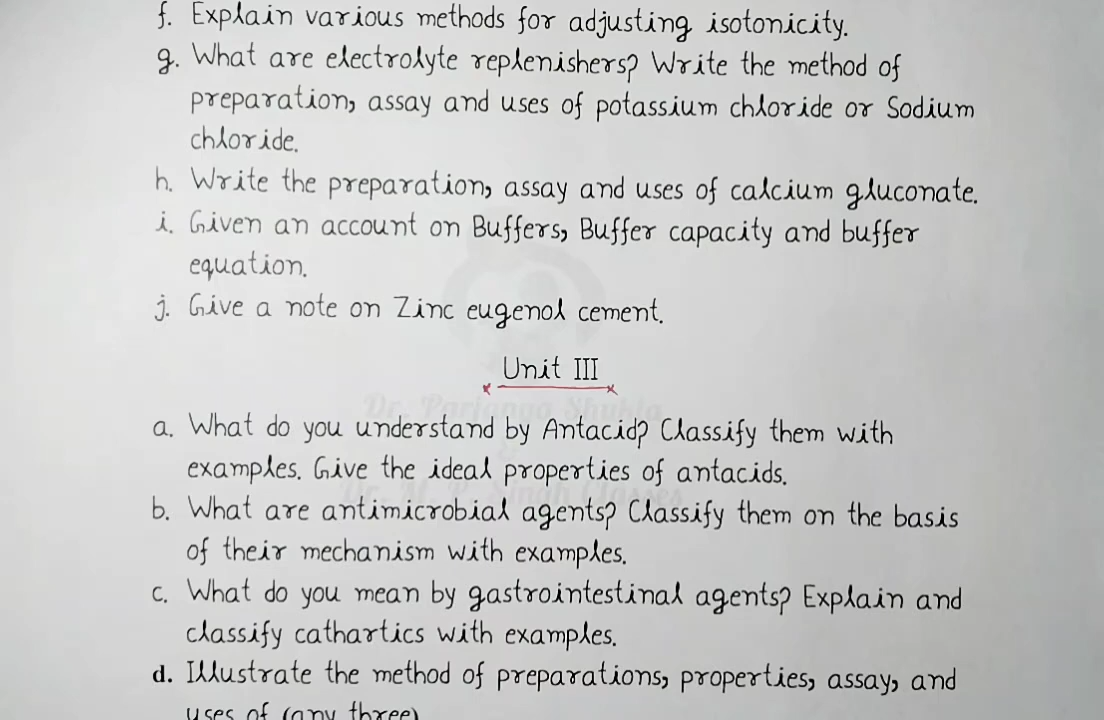 f. Explain various methods for adjusting isotonicity.
g. What are electrolyte replenishers? Write the method of
preparation, assay and uses of potassium chloride or Sodium
chloride.
h. Write the preparation, assay and uses of calcium gluconate.
i. Given an account on Buffers, Buffer capacity and buffer
equation.
j. Give a note on Zinc eugenol cement.
Unit III
a. What do you understand by Antacid? Classify them with
examples. Give the ideal properties of antacids.
b. What are antimicrobial agents? Classify them on the basis
of their mechanism with examples.
c. What do you mean by gastrointestinal agents? Explain and
classify cathartics with examples.
d. Illustrate the method of preparations, properties, assay, and
uses of (any three)